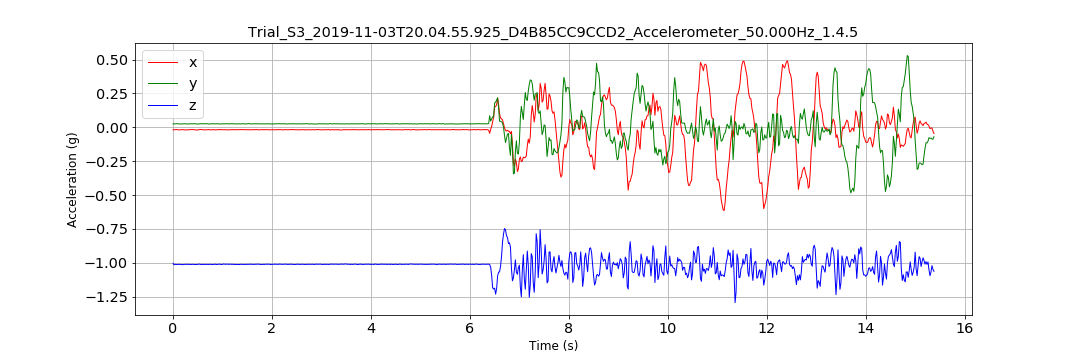 Trial_S3_2019-11-03T20.04.55.925_D4B85CC9CCD2_Accelerometer_50.000Hz_1.4.5
x
y
z
Acceleration (g)
0.50
0.25
0.00
−0.25
−0.50
−0.75
−1.00
−1.25
0 2 4 6 8 10 12 14 16
Time (s)